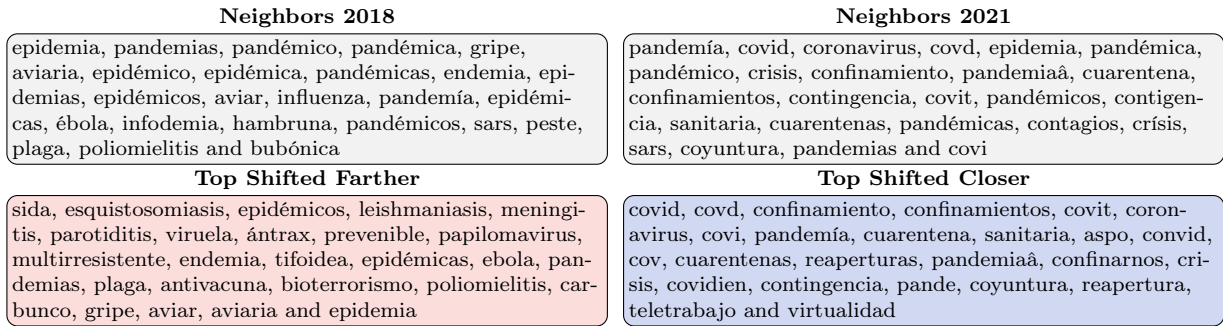 Neighbors 2018
epidemia, pandemias, pandémico, pandémica, gripe,
aviaria, epidémico, epidémica, pandémicas, endemia, epi-
demias, epidémicos, aviar, influenza, pandemía, epidémi-
cas, ébola, infodemia, hambruna, pandémicos, sars, peste,
plaga, poliomielitis and bubónica
Neighbors 2021
pandemía, covid, coronavirus, covd, epidemia, pandémica,
pandémico, crisis, confinamiento, pandemiaâ, cuarentena,
confinamientos, contingencia, covit, pandémicos, contigen-
cia, sanitaria, cuarentenas, pandémicas, contagios, crísis,
sars, coyuntura, pandemias and covi
Top Shifted Farther
sida, esquistosomiasis, epidémicos, leishmaniasis, meningi-
tis, parotiditis, viruela, ántrax, prevenible, papilomavirus,
multirresistente, endemia, tifoidea, epidémicas, ebola, pan-
demias, plaga, antivacuna, bioterrorismo, poliomielitis, car-
bunco, gripe, aviar, aviaria and epidemia
Top Shifted Closer
covid, covd, confinamiento, confinamientos, covit, coron-
avirus, covi, pandemía, cuarentena, sanitaria, aspo, convid,
cov, cuarentenas, reaperturas, pandemiaâ, confinarnos, cri-
sis, covidien, contingencia, pande, coyuntura, reapertura,
teletrabajo and virtualidad